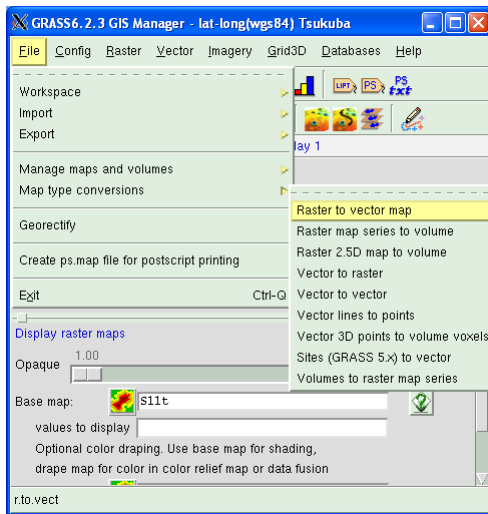 GRASS6.2.3 GIS Manager - lat-long(wgs84) Tsukuba
File Config Raster Vector Imagery Grid3D Databases Help
PS
txt
PS
Workspace
Import
Export
lay 1
Manage maps and volumes
Map type conversions
Georectify
Create ps.map file for postscript printing
Exit Ctrl-Q
Raster to vector map
Raster map series to volume
Raster 2.5D map to volume
Vector to raster
Vector to vector
Vector lines to points
Vector 3D points to volume voxels
Sites (GRASS 5.x) to vector
Volumes to raster map series
Display raster maps
Opaque 1.00
Base map: S11t
values to display
Optional color draping. Use base map for shading,
drape map for color in color relief map or data fusion
r.to.vect